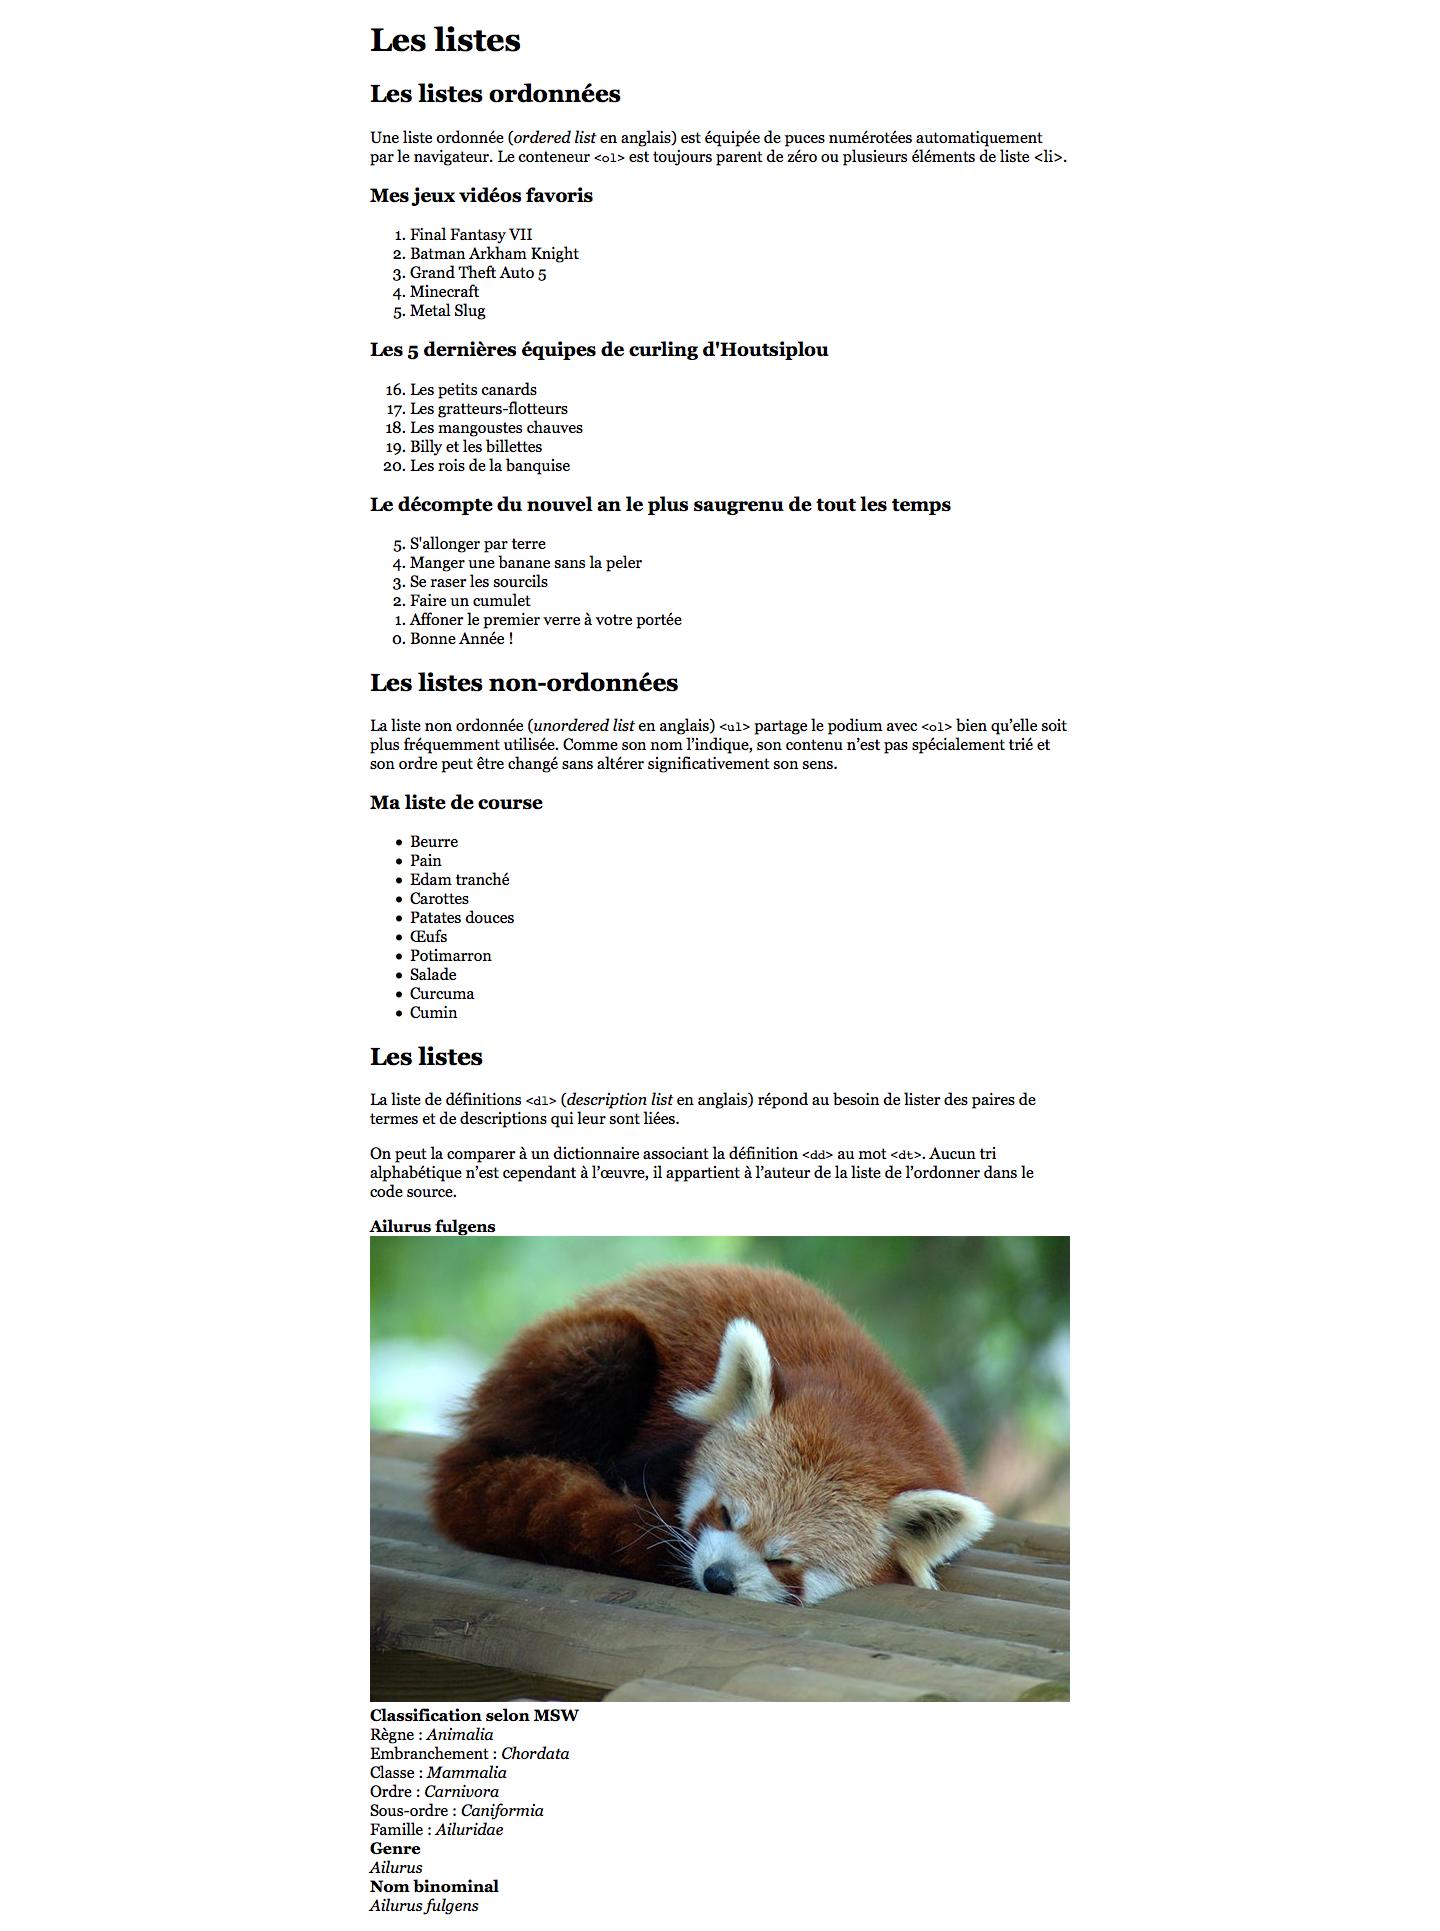 Les listes
Les listes ordonnées
Une liste ordonnée (ordered list en anglais) est équipée de puces numérotées automatiquement
par le navigateur. Le conteneur <ol> est toujours parent de zéro ou plusieurs éléments de liste <li>.
Mes jeux vidéos favoris
1. Final Fantasy VII
2. Batman Arkham Knight
3. Grand Theft Auto 5
4. Minecraft
5. Metal Slug
Les 5 dernières équipes de curling d'Houtsiplou
16. Les petits canards
17. Les gratteurs-flotteurs
18. Les mangoustes chauves
19. Billy et les billettes
20. Les rois de la banquise
Le décompte du nouvel an le plus saugrenu de tout les temps
5. S'allonger par terre
4. Manger une banane sans la peler
3. Se raser les sourcils
2. Faire un cumulet
1. Affoner le premier verre à votre portée
0. Bonne Année !
Les listes non-ordonnées
La liste non ordonnée (unordered list en anglais) <ul> partage le podium avec <ol> bien qu’elle soit
plus fréquemment utilisée. Comme son nom l’indique, son contenu n’est pas spécialement trié et
son ordre peut être changé sans altérer significativement son sens.
Ma liste de course
• Beurre
• Pain
• Edam tranché
• Carottes
• Patates douces
• Œufs
• Potimarron
• Salade
• Curcuma
• Cumin
Les listes
La liste de définitions <dl> (description list en anglais) répond au besoin de lister des paires de
termes et de descriptions qui leur sont liées.
On peut la comparer à un dictionnaire associant la définition <dd> au mot <dt>. Aucun tri
alphabétique n’est cependant à l’œuvre, il appartient à l’auteur de la liste de l’ordonner dans le
code source.
Ailurus fulgens
Classification selon MSW
Règne : Animalia
Embranchement : Chordata
Classe : Mammalia
Ordre : Carnivora
Sous-ordre : Caniformia
Famille : Ailuridae
Genre
Ailurus
Nom binominal
Ailurus fulgens